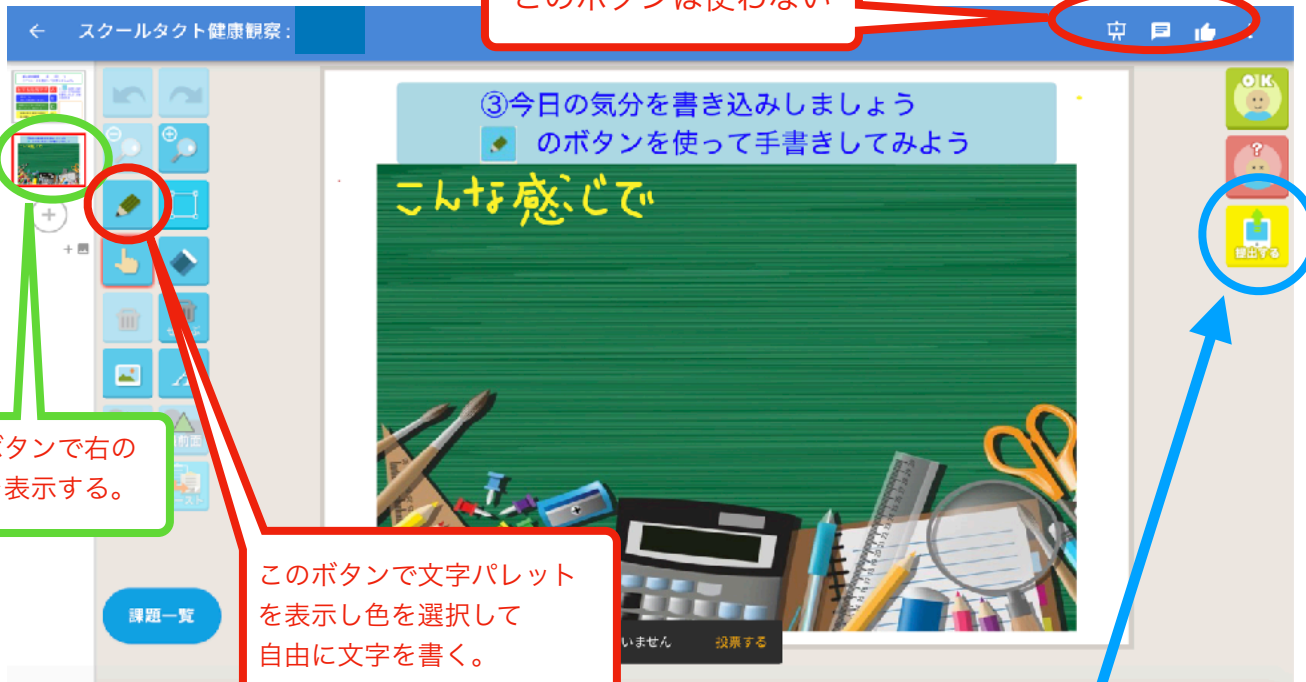 このボタンは使わない
← スクールタクト健康観察:
③今日の気分を書き込みしましょう
のボタンを使って手書きしてみよう
こんな感じで
OK
?
提出する
ボタンで右の
表示する。
このボタンで文字パレット
を表示し色を選択して
自由に文字を書く。
課題一覧
いません 投票する